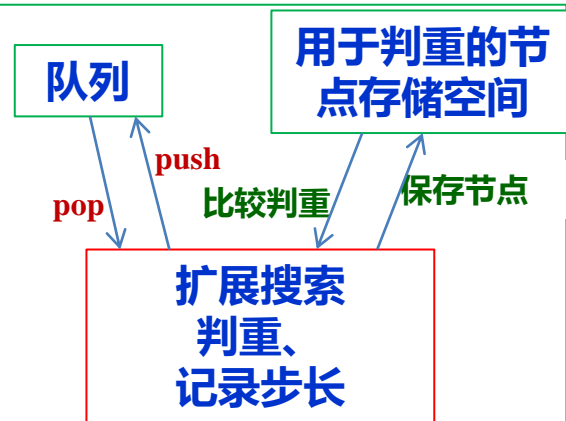 队列
用于判重的节
点存储空间
push
pop
比较判重
保存节点
扩展搜索
判重、
记录步长